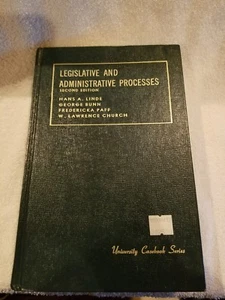 LEGISLATIVE AND
ADMINISTRATIVE PROCESSES
SECOND EDITION
HANS A. LINDE
GEORGE BUNN
FREDERICKA PAFF
W. LAWRENCE CHURCH
University Casebook Series